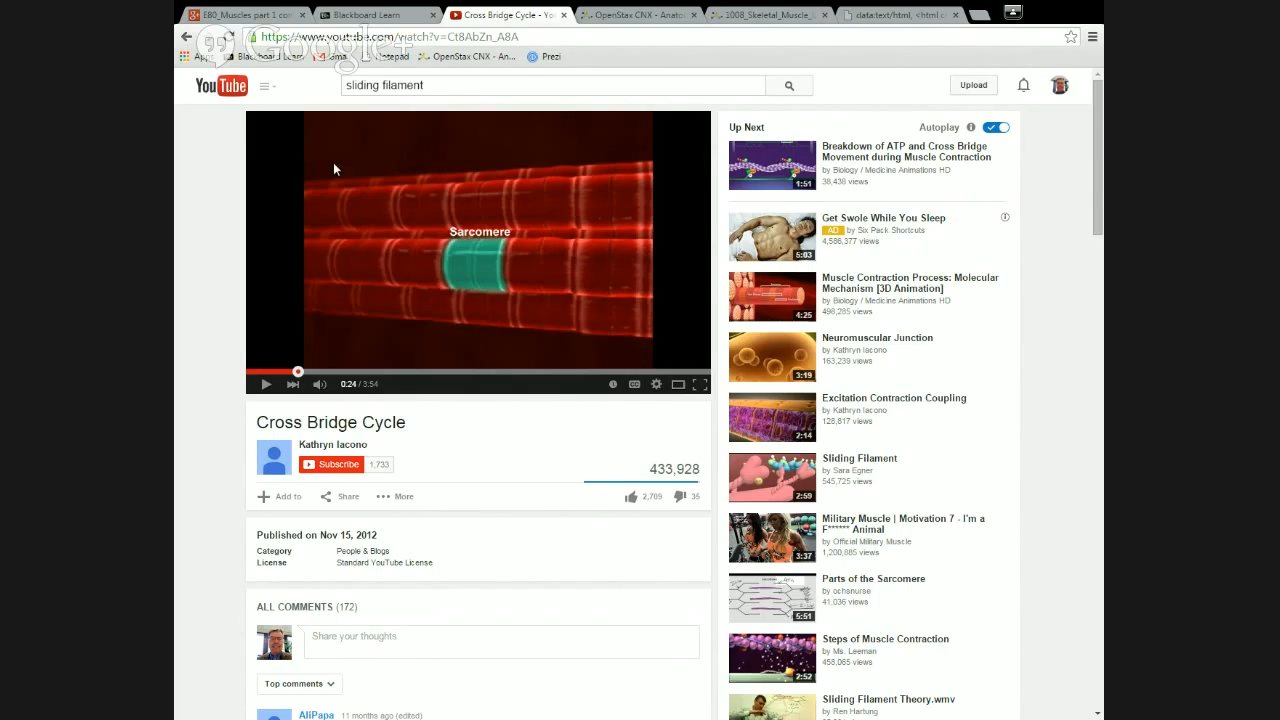 E80_Muscles part 1 con
Blackboard Learn
Cross Bridge Cycle - Yo
OpenStax CNX - Anato
1008_Skeletal_Muscle_
data:text/html, <html o
https://www.youtube.com/watch?v=Ct8AbZn_A8A
Google+
Apps
Blackboard Learn
Gmai
Notepad
OpenStax CNX - An...
Prezi
YouTube
sliding filament
Upload
Sarcomere
0:24 / 3:54
Cross Bridge Cycle
Kathryn Iacono
Subscribe
1,733
433,928
Add to
Share
More
2,709
35
Published on Nov 15, 2012
Category People & Blogs
License Standard YouTube License
ALL COMMENTS (172)
Share your thoughts
Top comments
AliPapa 11 months ago (edited)
Up Next
Autoplay
Breakdown of ATP and Cross Bridge
Movement during Muscle Contraction
by Biology / Medicine Animations HD
38,438 views
1:51
Get Swole While You Sleep
AD by Six Pack Shortcuts
4,586,377 views
5:03
Muscle Contraction Process: Molecular
Mechanism [3D Animation]
by Biology / Medicine Animations HD
498,285 views
4:25
Neuromuscular Junction
by Kathryn Iacono
163,239 views
3:19
Excitation Contraction Coupling
by Kathryn Iacono
128,817 views
2:14
Sliding Filament
by Sara Egner
545,725 views
2:59
Military Muscle | Motivation 7 - I'm a
F****** Animal
by Official Military Muscle
1,200,885 views
3:37
Parts of the Sarcomere
by ochsnurse
41,036 views
5:51
Steps of Muscle Contraction
by Ms. Leeman
458,065 views
2:52
Sliding Filament Theory.wmv
by Ren Hartung